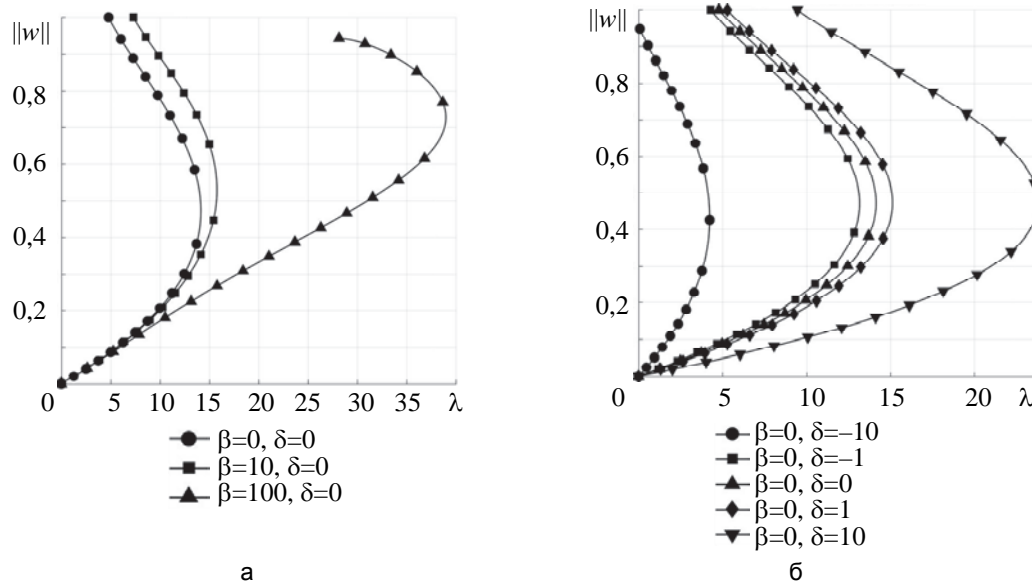 ||w||
0,8
0,6
0,4
0,2
0 5 10 15 20 25 30 35 λ
β=0, δ=0
β=10, δ=0
β=100, δ=0
а
||w||
0,8
0,6
0,4
0,2
0 5 10 15 20 λ
β=0, δ=–10
β=0, δ=–1
β=0, δ=0
β=0, δ=1
β=0, δ=10
б